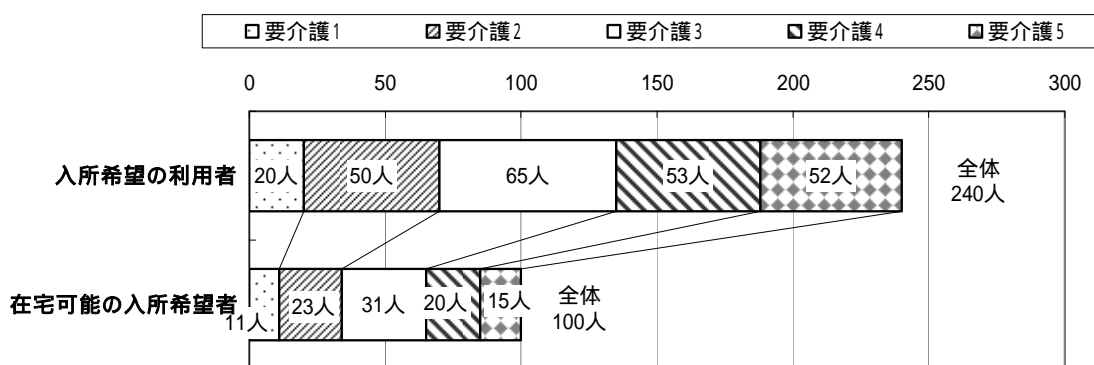 要介護1 要介護2 要介護3 要介護4 要介護5
0 50 100 150 200 250 300
入所希望の利用者 20人 50人 65人 53人 52人 全体
240人
在宅可能の入所希望者 11人 23人 31人 20人 15人 全体
100人